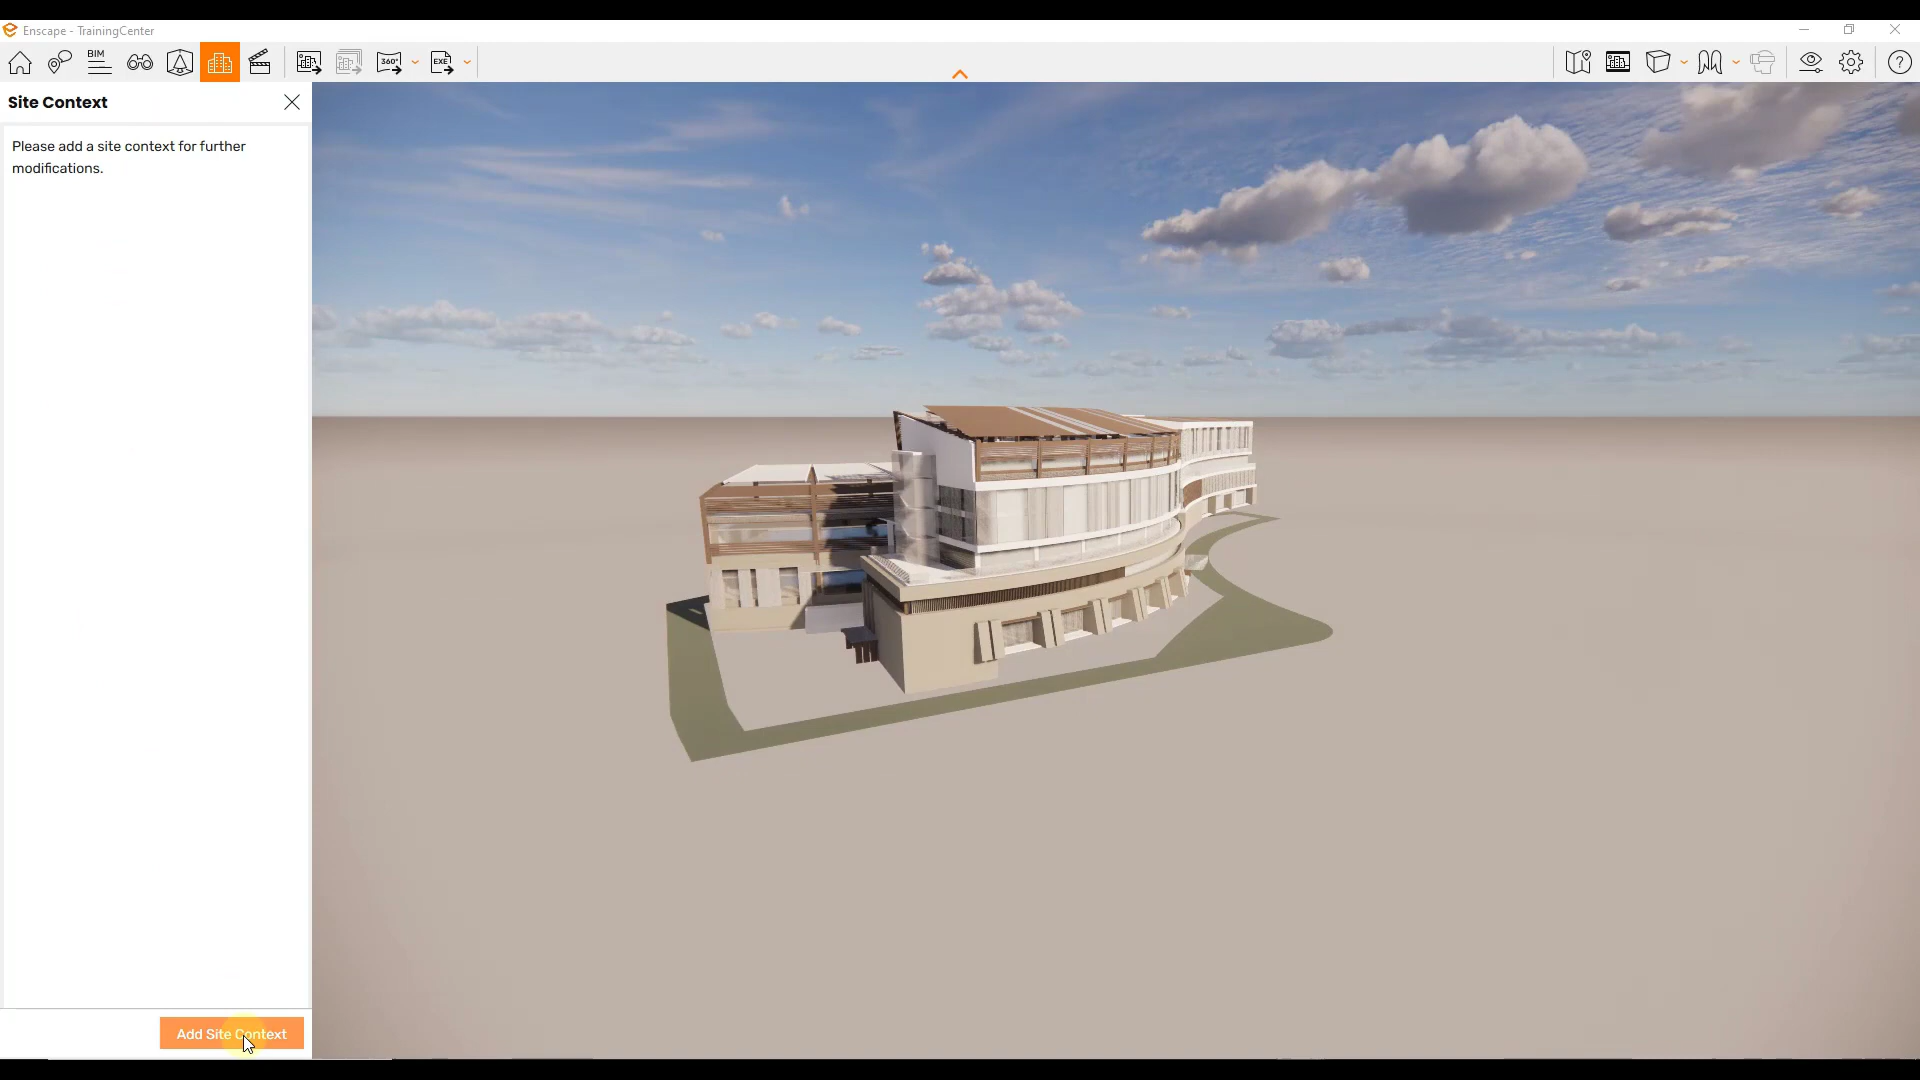 Enscape - TrainingCenter
BIM
360°
EXE
?
Site Context
Please add a site context for further
modifications.
Add Site Context